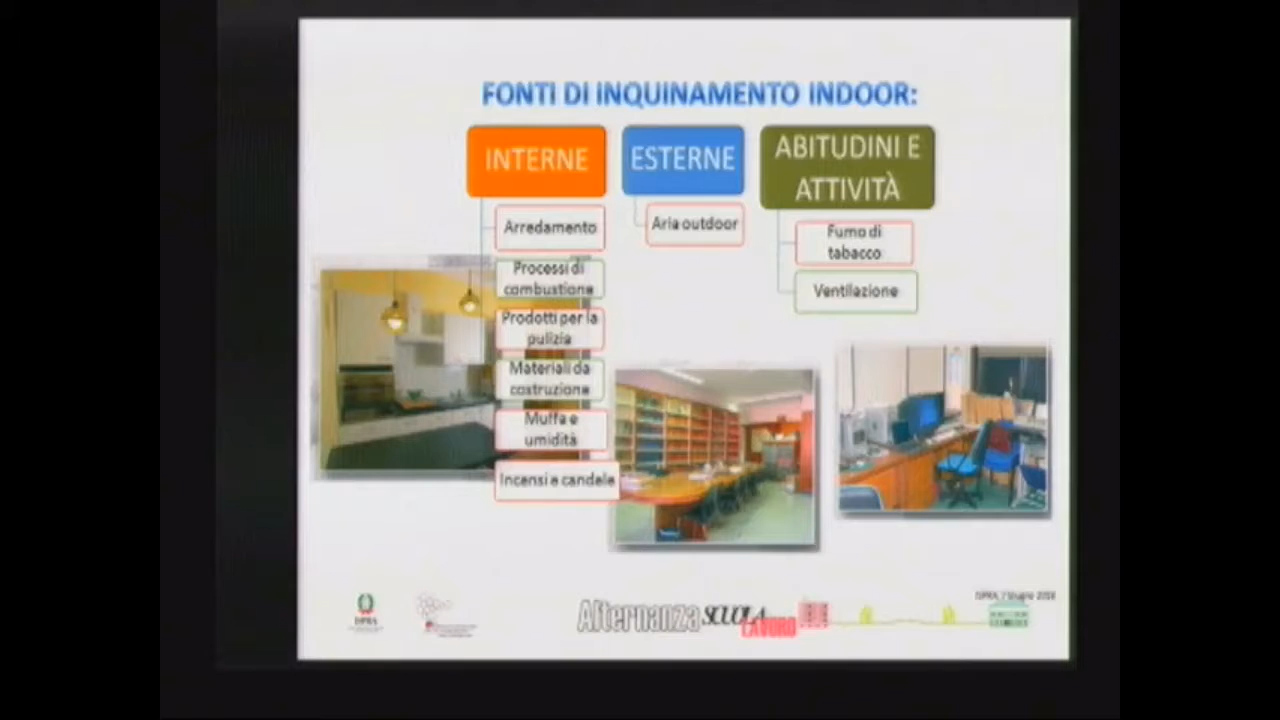 FONTI DI INQUINAMENTO INDOOR:
INTERNE
Arredamento
Processi di
combustione
Prodotti per la
pulizia
Materiali da
costruzione
Muffa e
umidità
Incensi e candele
ESTERNE
Aria outdoor
ABITUDINI E
ATTIVITÀ
Fumo di
tabacco
Ventilazione
ISPRA
Alternanza SCUOLA
LAVORO